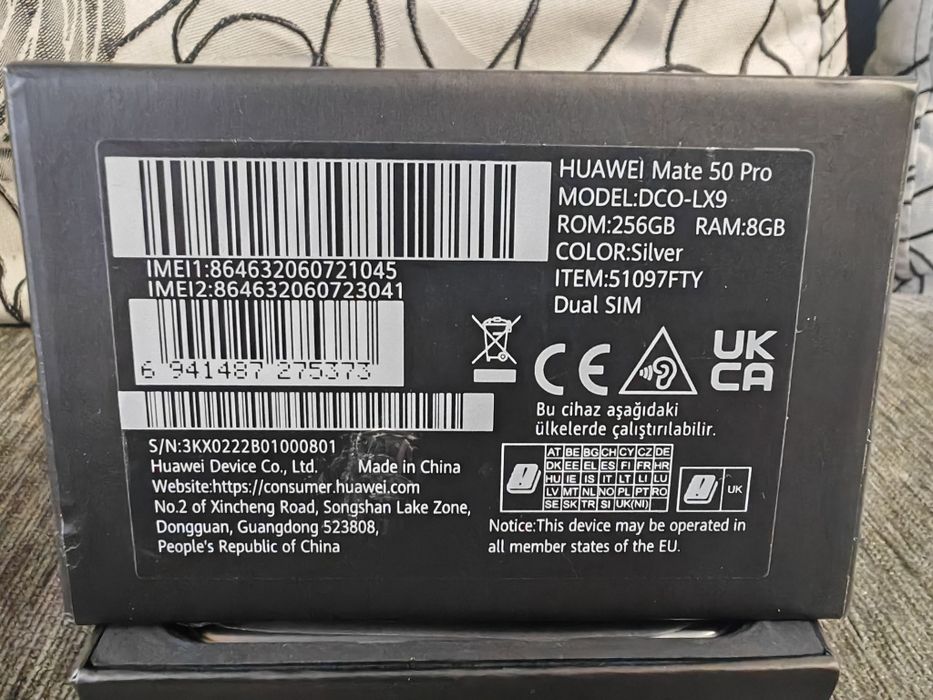 HUAWEI Mate 50 Pro
MODEL:DCO-LX9
ROM:256GB RAM:8GB
COLOR:Silver
ITEM:51097FTY
Dual SIM
IMEI1:864632060721045
IMEI2:864632060723041
6 941487 275373
CE
UK
CA
Bu cihaz aşağıdaki
ülkelerde çalıştırılabilir.
S/N:3KX0222B01000801
Huawei Device Co., Ltd. Made in China
Website:https://consumer.huawei.com
No.2 of Xincheng Road, Songshan Lake Zone,
Dongguan, Guangdong 523808,
People's Republic of China
AT BE BG CH CY CZ DE
DK EE EL ES FI FR HR
HU IE IS IT LT LI LU
LV MT NL NO PL PT RO
SE SK TR SI UK(NI)
UK
Notice:This device may be operated in
all member states of the EU.